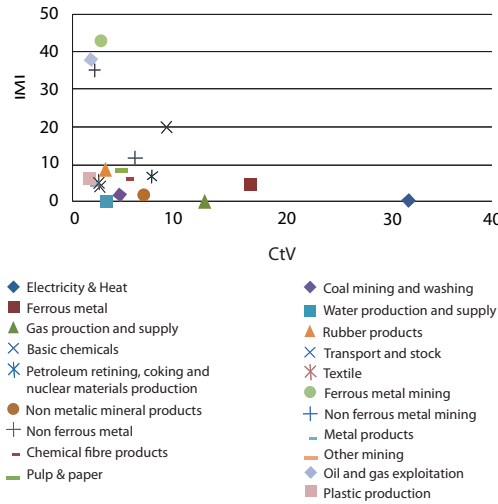 50
40
30
20
10
0
IMI
0
10
20
30
40
CtV
Electricity & Heat
Ferrous metal
Gas prouction and supply
Basic chemicals
Petroleum retining, coking and
nuclear materials production
Non metalic mineral products
Non ferrous metal
Chemical fibre products
Pulp & paper
Coal mining and washing
Water production and supply
Rubber products
Transport and stock
Textile
Ferrous metal mining
Non ferrous metal mining
Metal products
Other mining
Oil and gas exploitation
Plastic production